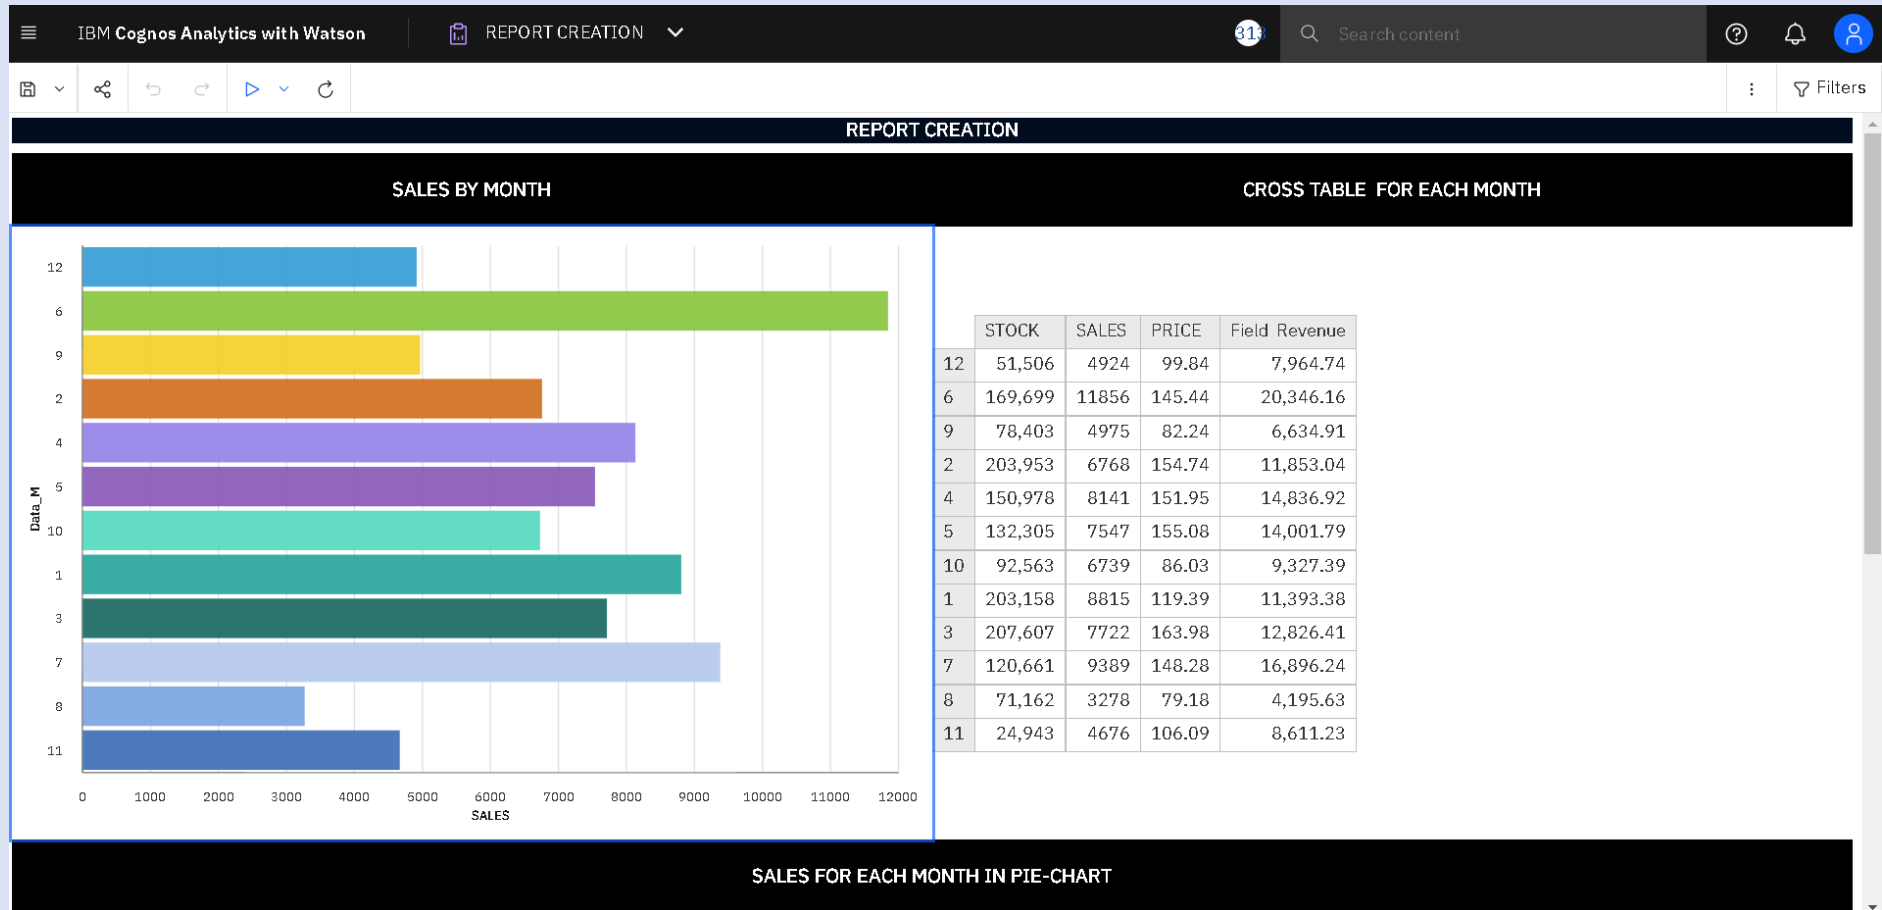 IBM Cognos Analytics with Watson
REPORT CREATION
313
Search content
Filters
REPORT CREATION
SALES BY MONTH
CROSS TABLE FOR EACH MONTH
12
6
9
2
4
5
10
1
3
7
8
11
Data_M
0 1000 2000 3000 4000 5000 6000 7000 8000 9000 10000 11000 12000
SALES
STOCK SALES PRICE Field Revenue
12 51,506 4924 99.84 7,964.74
6 169,699 11856 145.44 20,346.16
9 78,403 4975 82.24 6,634.91
2 203,953 6768 154.74 11,853.04
4 150,978 8141 151.95 14,836.92
5 132,305 7547 155.08 14,001.79
10 92,563 6739 86.03 9,327.39
1 203,158 8815 119.39 11,393.38
3 207,607 7722 163.98 12,826.41
7 120,661 9389 148.28 16,896.24
8 71,162 3278 79.18 4,195.63
11 24,943 4676 106.09 8,611.23
SALES FOR EACH MONTH IN PIE-CHART